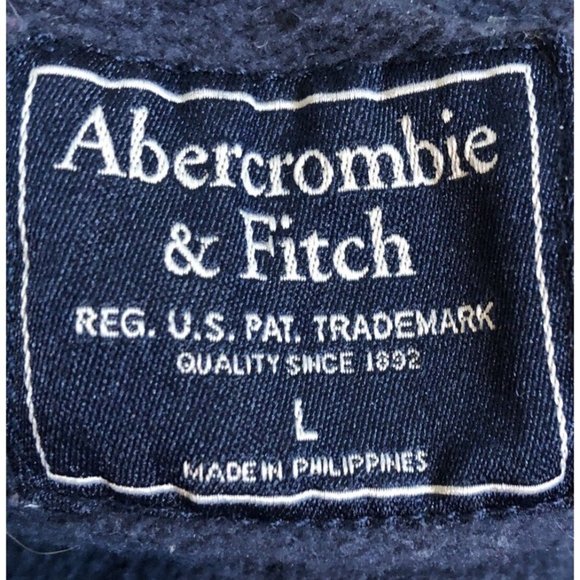 Abercrombie
& Fitch
REG. U.S. PAT. TRADEMARK
QUALITY SINCE 1892
L
MADE IN PHILIPPINES